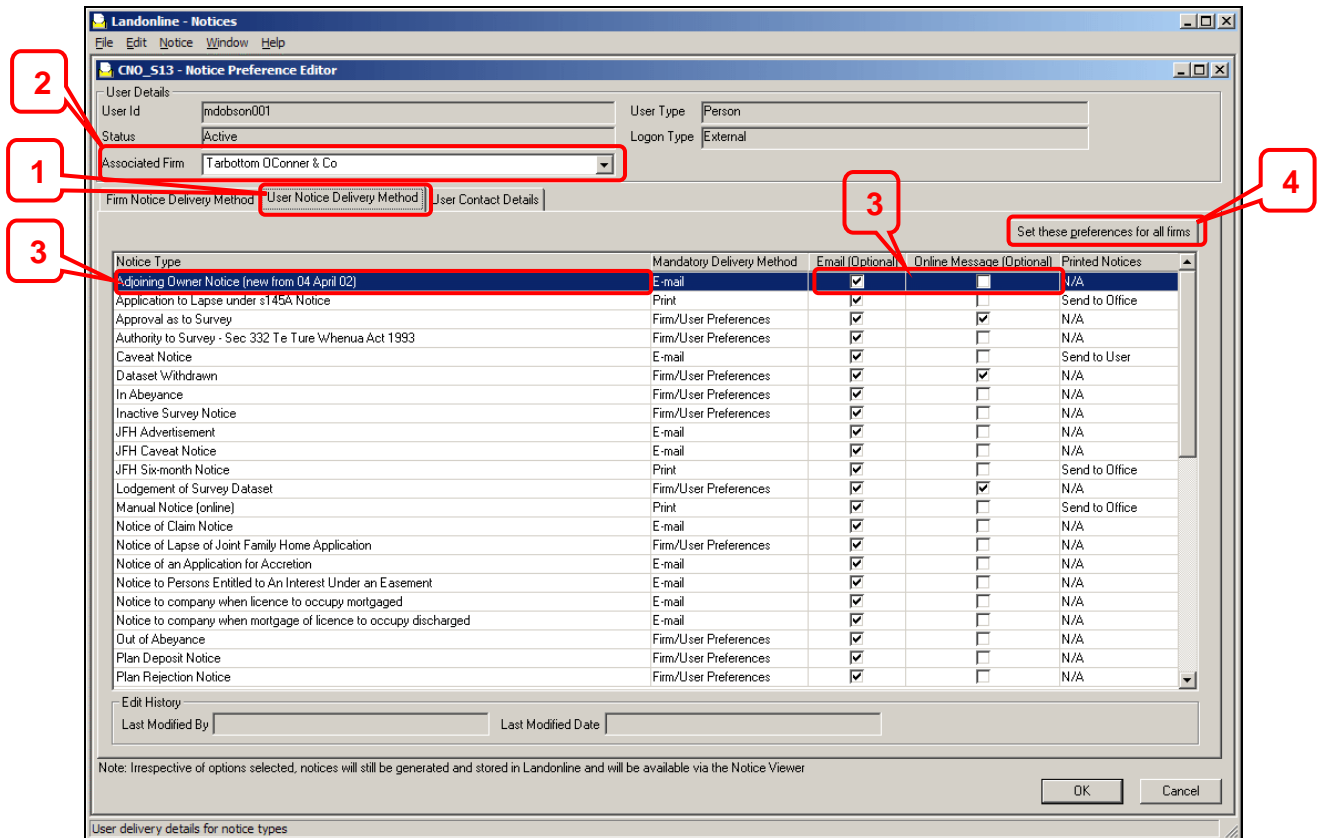 Landonline - Notices
File Edit Notice Window Help
CNO_S13 - Notice Preference Editor
2
User Details
User Id mdobson001 User Type Person
Status Active Logon Type External
Associated Firm Tarbottom OConner & Co
1
4
Firm Notice Delivery Method User Notice Delivery Method User Contact Details
3
Set these preferences for all firms
3
Notice Type Mandatory Delivery Method Email (Optional) Online Message (Optional) Printed Notices
Adjoining Owner Notice (new from 04 April 02) E-mail N/A
Application to Lapse under s145A Notice Print Send to Office
Approval as to Survey Firm/User Preferences N/A
Authority to Survey - Sec 332 Te Ture Whenua Act 1993 Firm/User Preferences N/A
Caveat Notice E-mail Send to User
Dataset Withdrawn Firm/User Preferences N/A
In Abeyance Firm/User Preferences N/A
Inactive Survey Notice Firm/User Preferences N/A
JFH Advertisement E-mail N/A
JFH Caveat Notice E-mail N/A
JFH Six-month Notice Print Send to Office
Lodgement of Survey Dataset Firm/User Preferences N/A
Manual Notice (online) Print Send to Office
Notice of Claim Notice E-mail N/A
Notice of Lapse of Joint Family Home Application Firm/User Preferences N/A
Notice of an Application for Accretion E-mail N/A
Notice to Persons Entitled to An Interest Under an Easement E-mail N/A
Notice to company when licence to occupy mortgaged E-mail N/A
Notice to company when mortgage of licence to occupy discharged E-mail N/A
Out of Abeyance Firm/User Preferences N/A
Plan Deposit Notice Firm/User Preferences N/A
Plan Rejection Notice Firm/User Preferences N/A
Edit History
Last Modified By Last Modified Date
Note: Irrespective of options selected, notices will still be generated and stored in Landonline and will be available via the Notice Viewer
OK Cancel
User delivery details for notice types